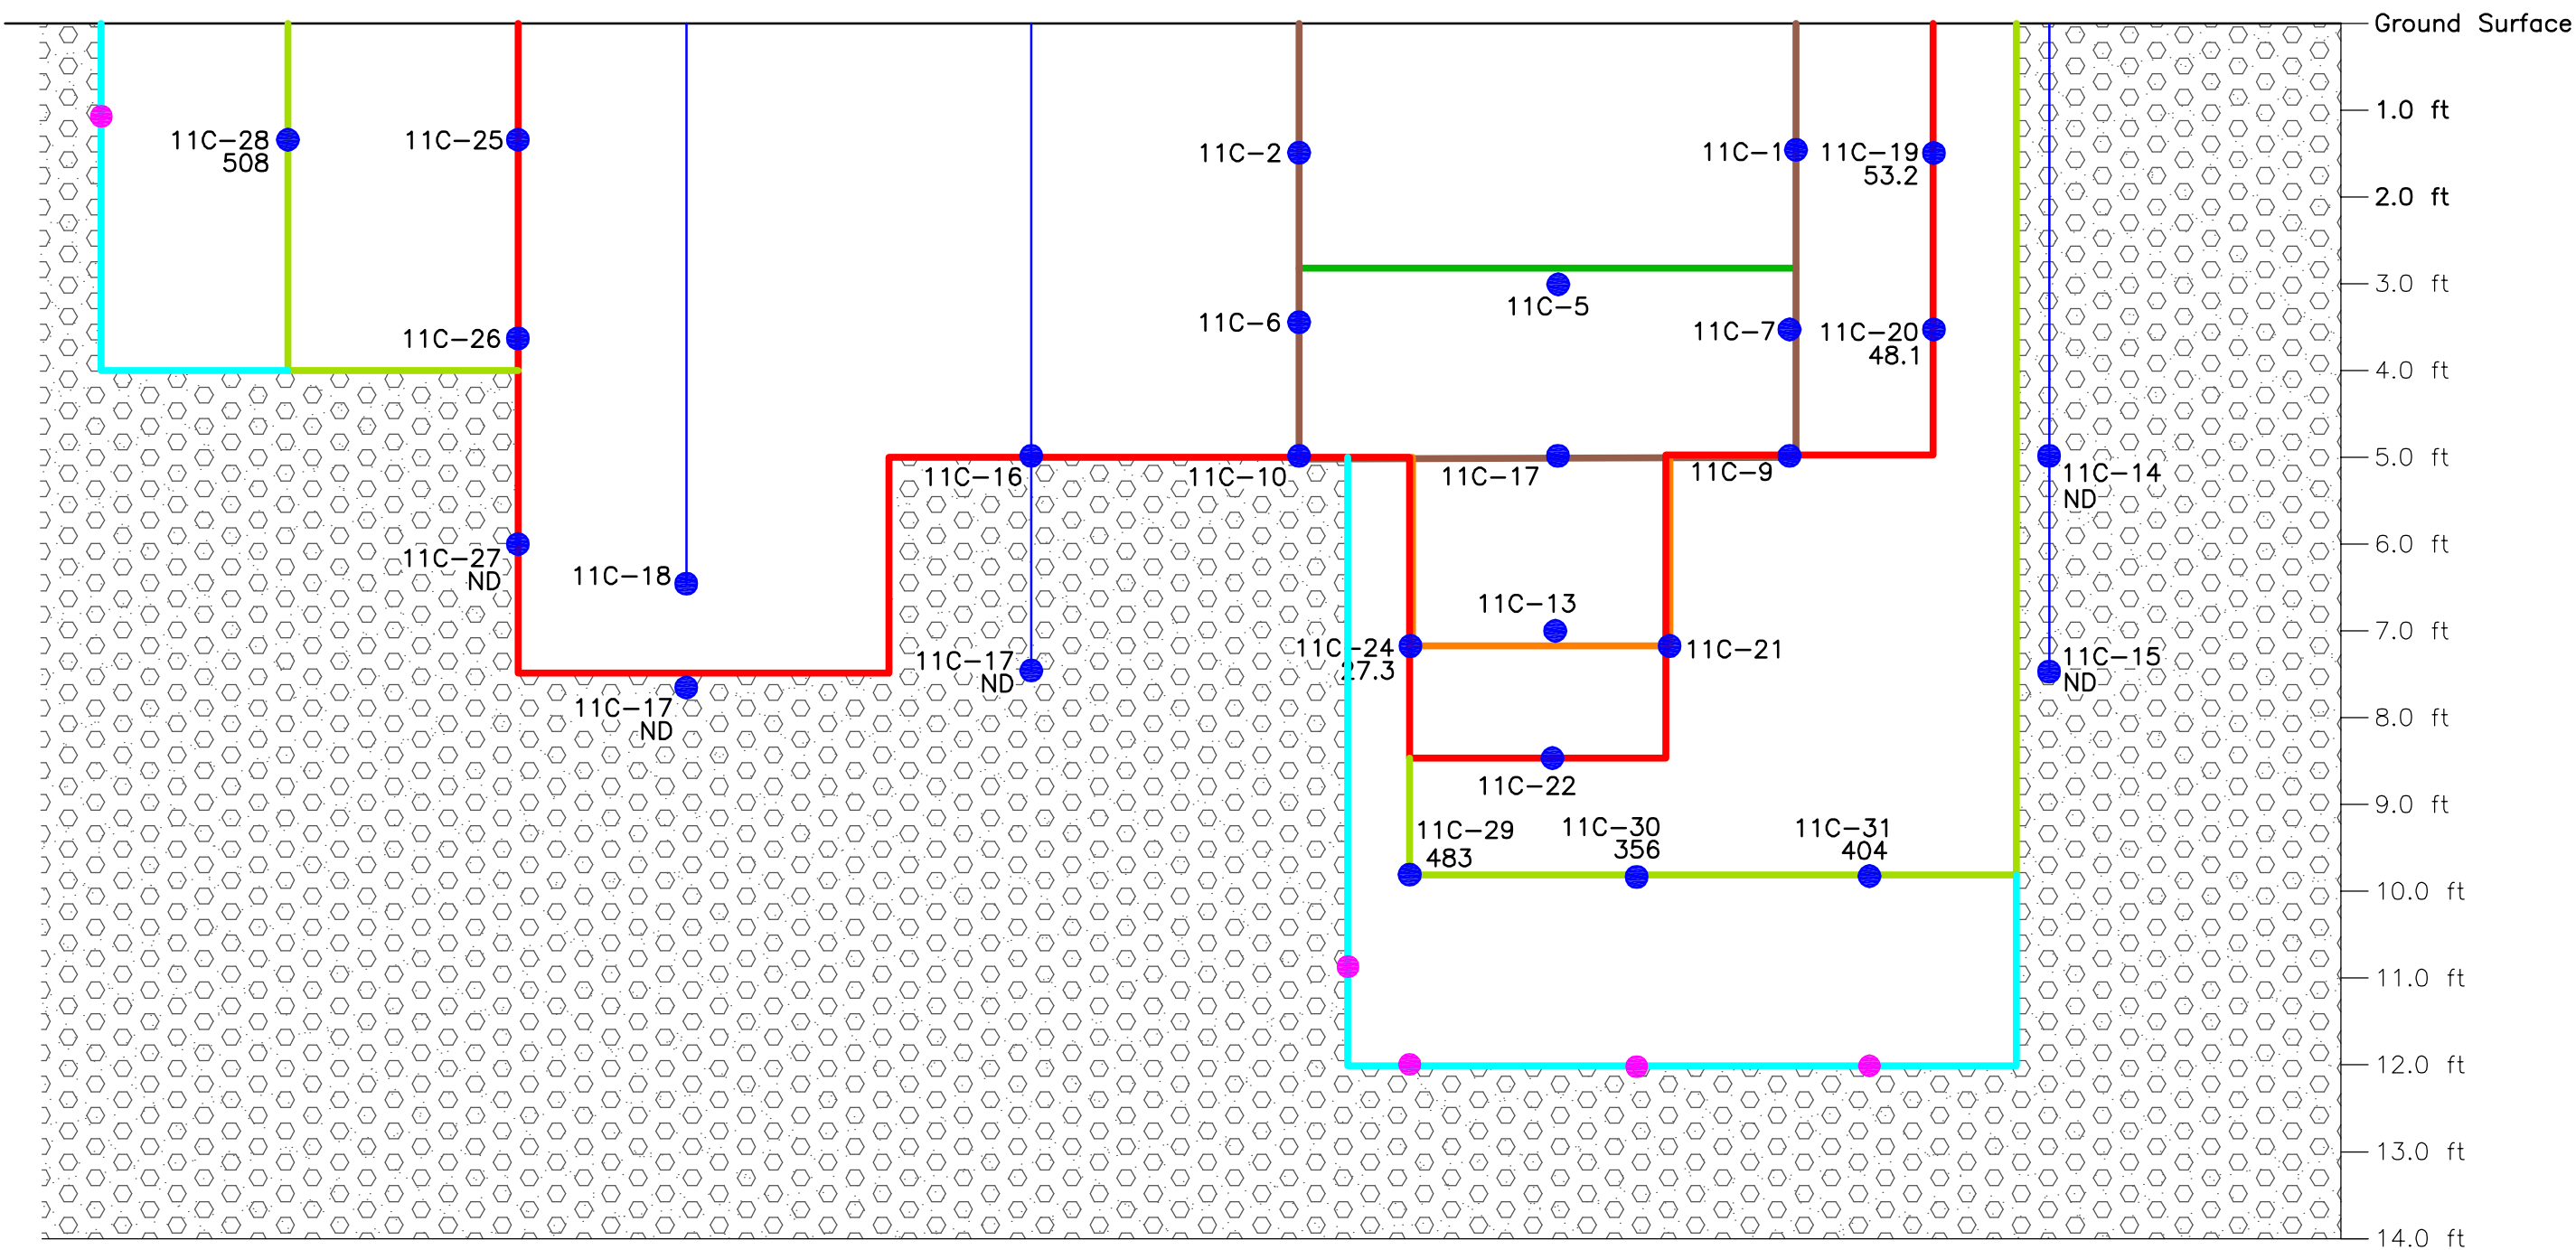 Ground Surface
1.0 ft
11C-28
508
11C-25
11C-2
11C-1
11C-19
53.2
2.0 ft
3.0 ft
11C-5
11C-26
11C-6
11C-7
11C-20
48.1
4.0 ft
5.0 ft
11C-16
11C-10
11C-17
11C-9
11C-14
ND
6.0 ft
11C-27
ND
11C-18
11C-13
7.0 ft
11C-17
ND
11C-24
27.3
11C-21
11C-15
ND
11C-17
ND
8.0 ft
11C-22
9.0 ft
11C-29
483
11C-30
356
11C-31
404
10.0 ft
11.0 ft
12.0 ft
13.0 ft
14.0 ft